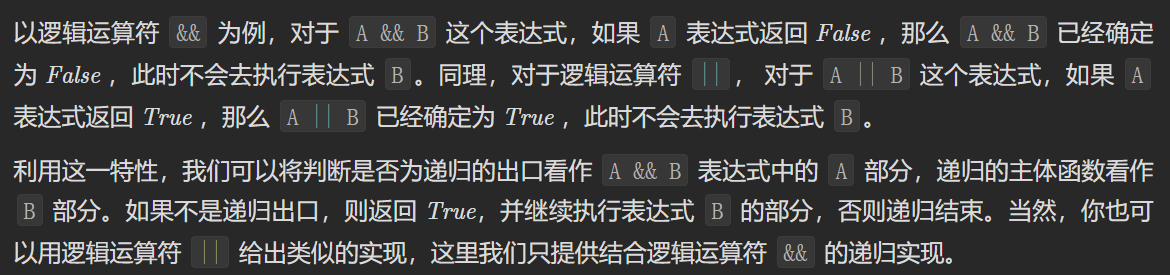 以逻辑运算符 && 为例，对于 A && B 这个表达式，如果 A 表达式返回 False ，那么 A && B 已经确定
为 False ，此时不会去执行表达式 B 。同理，对于逻辑运算符 || ， 对于 A || B 这个表达式，如果 A
表达式返回 True ，那么 A || B 已经确定为 True ，此时不会去执行表达式 B 。
利用这一特性，我们可以将判断是否为递归的出口看作 A && B 表达式中的 A 部分，递归的主体函数看作
B 部分。如果不是递归出口，则返回 True，并继续执行表达式 B 的部分，否则递归结束。当然，你也可
以用逻辑运算符 || 给出类似的实现，这里我们只提供结合逻辑运算符 && 的递归实现。